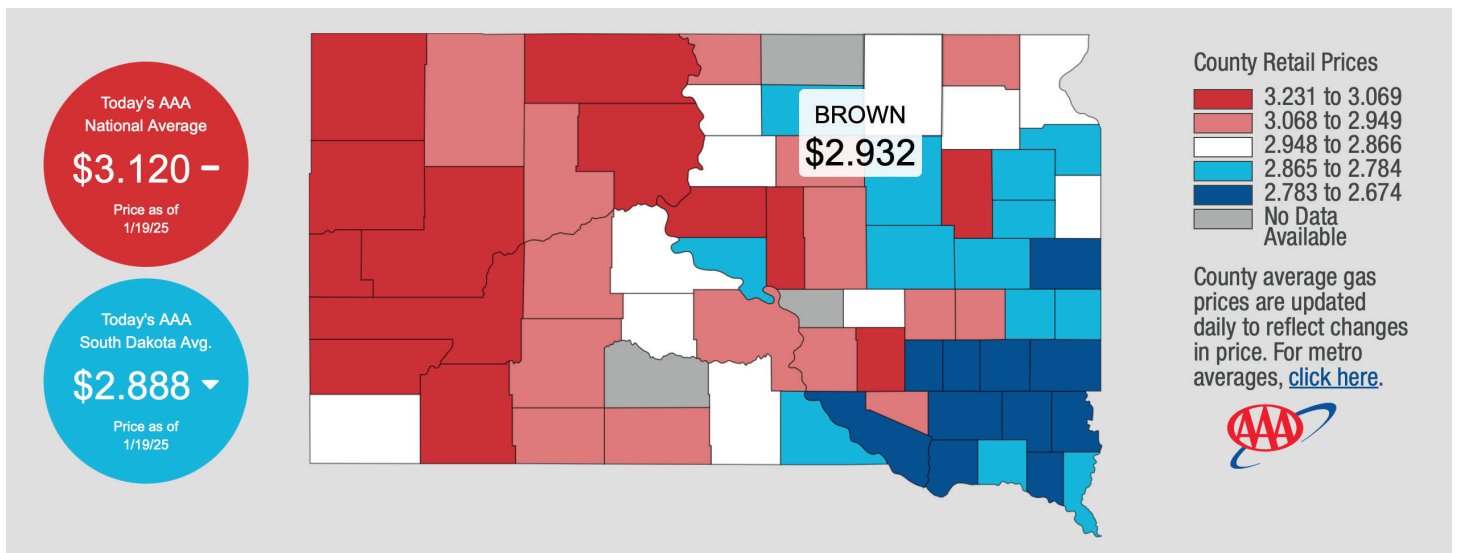 Today's AAA
National Average
$3.120 –
Price as of
1/19/25
Today's AAA
South Dakota Avg.
$2.888
Price as of
1/19/25
BROWN
$2.932
County Retail Prices
3.231 to 3.069
3.068 to 2.949
2.948 to 2.866
2.865 to 2.784
2.783 to 2.674
No Data
Available
County average gas
prices are updated
daily to reflect changes
in price. For metro
averages, click here.
AAA